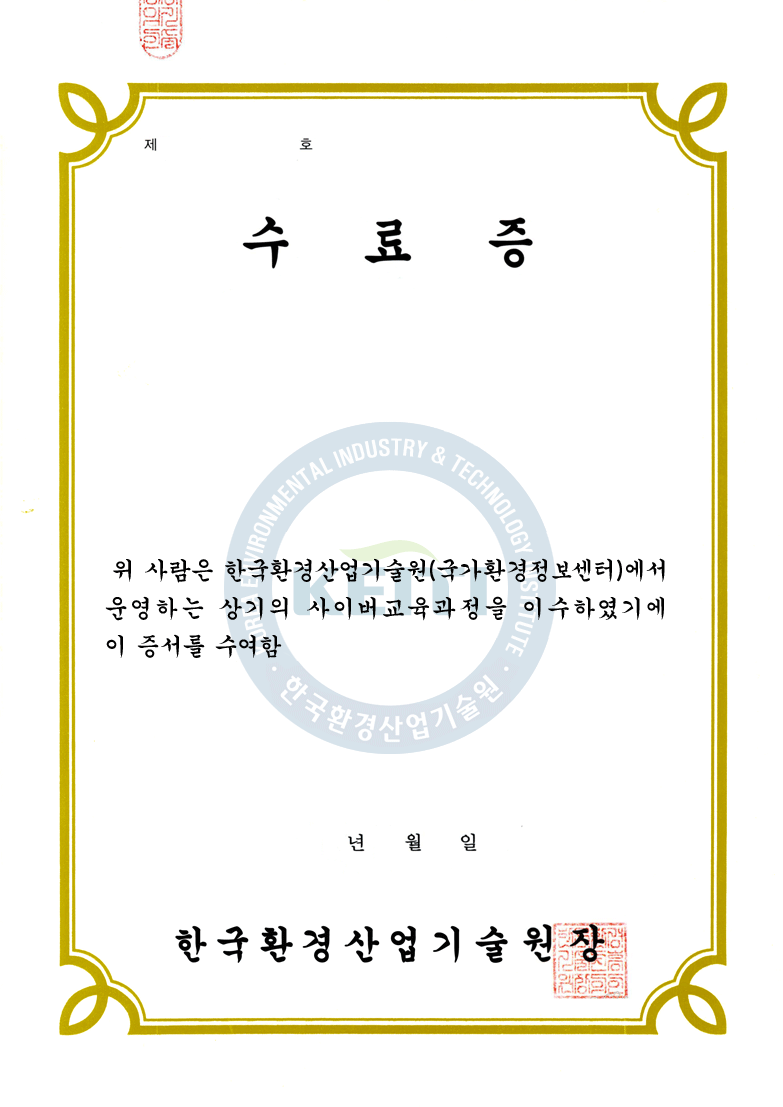 제 호
수 료 증
KOREA ENVIRONMENTAL INDUSTRY & TECHNOLOGY INSTITUTE
KEITI
위 사람은 한국환경산업기술원(국가환경정보센터)에서
운영하는 상기의 사이버교육과정을 이수하였기에
이 증서를 수여함
· 한국환경산업기술원 ·
년 월 일
한국환경산업기술원장